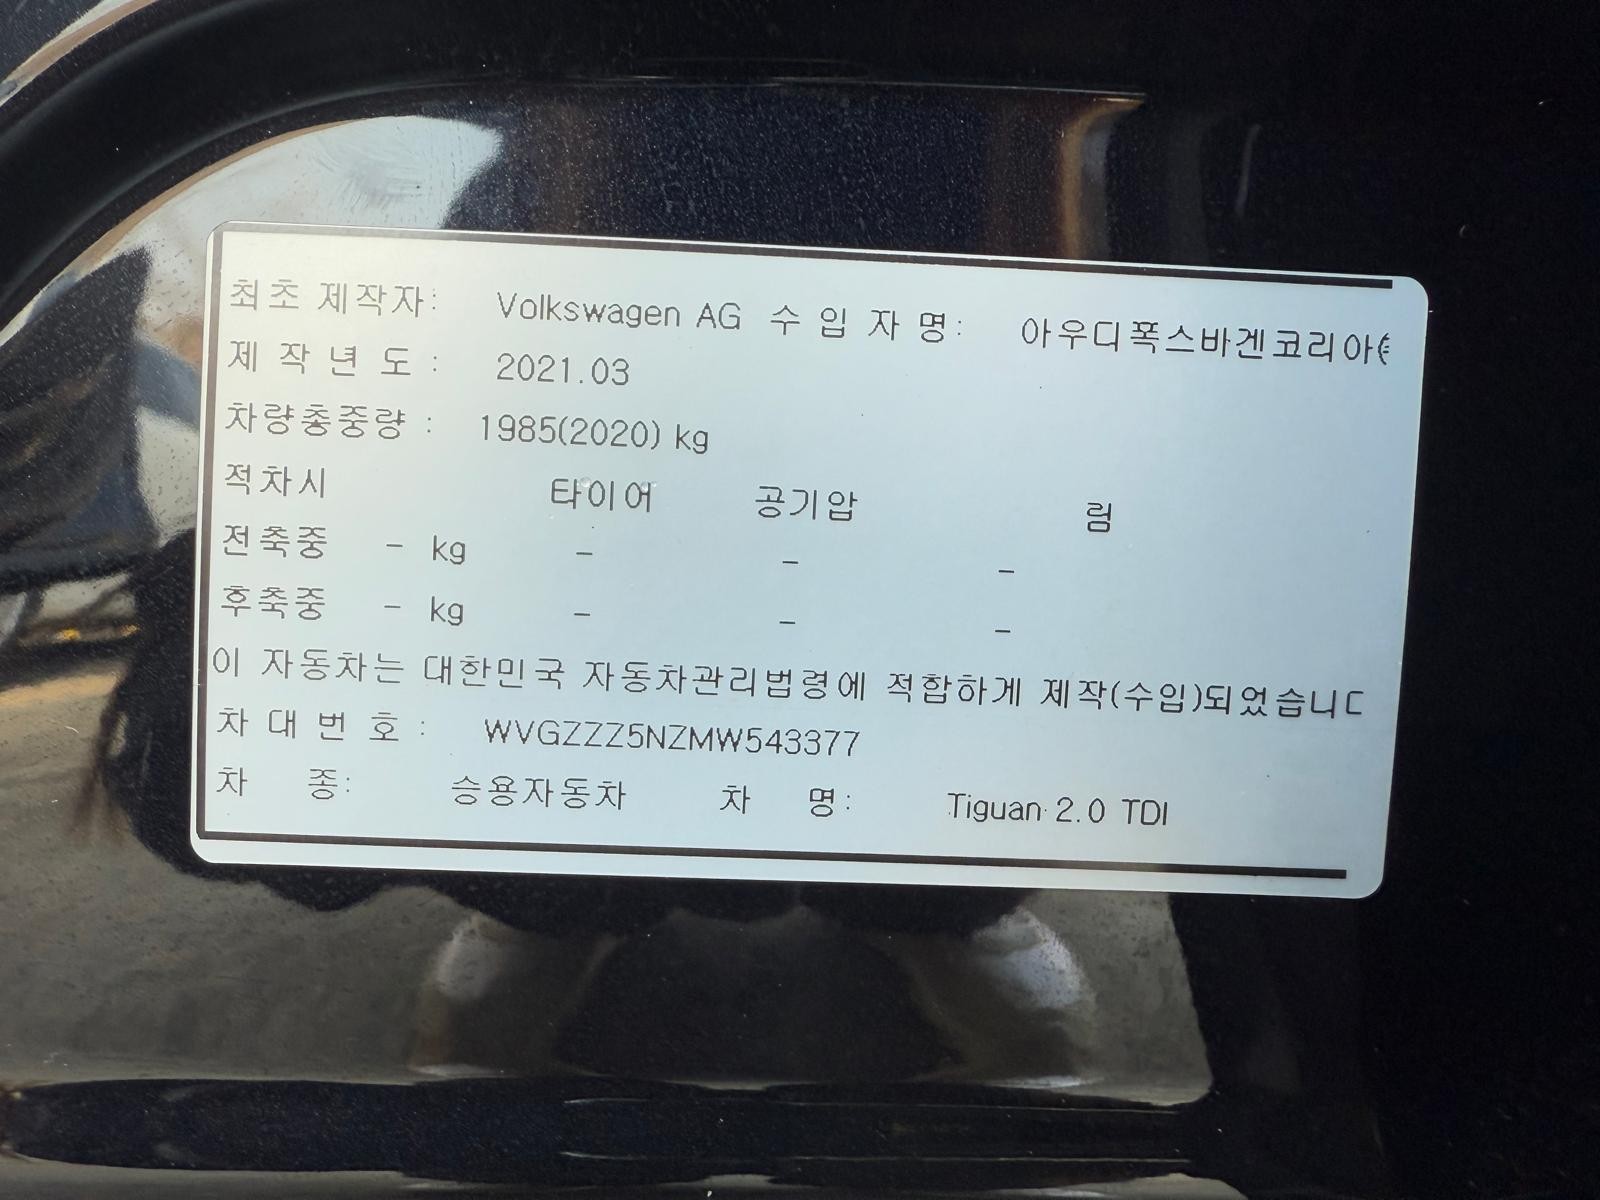 최초 제작자: Volkswagen AG 수 입 자 명: 아우디폭스바겐코리아(
제 작 년 도 : 2021.03
차량총중량 : 1985(2020) kg
적차시 타이어 공기압 림
전축중 - kg - - -
후축중 - kg - - -
이 자동차는 대한민국 자동차관리법령에 적합하게 제작(수입)되었습니ㄷ
차 대 번 호 : WVGZZZ5NZMW543377
차 종: 승용자동차 차 명: Tiguan 2.0 TDI